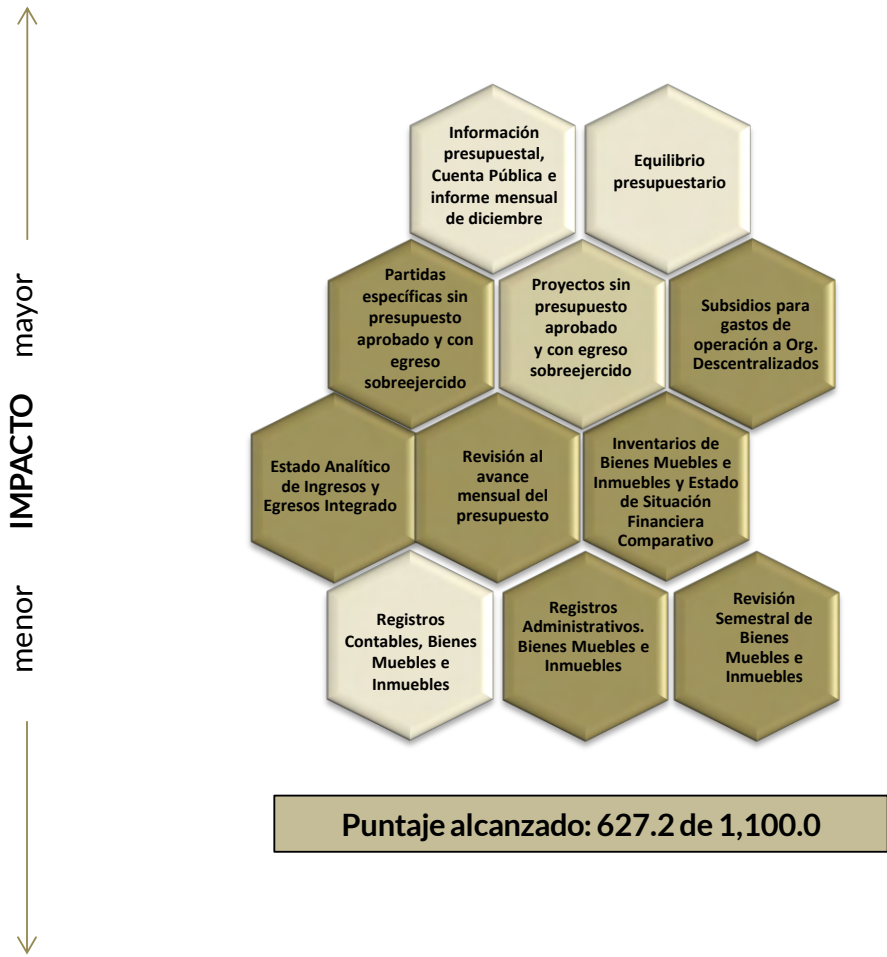 Información
presupuestal,
Cuenta Pública e
informe mensual
de diciembre
Equilibrio
presupuestario
Partidas
específicas sin
presupuesto
aprobado y con
egreso
sobreejercido
Proyectos sin
presupuesto
aprobado
y con egreso
sobreejercido
Subsidios para
gastos de
operación a Org.
Descentralizados
Estado Analítico
de Ingresos y
Egresos Integrado
Revisión al
avance
mensual del
presupuesto
Inventarios de
Bienes Muebles e
Inmuebles y Estado
de Situación
Financiera
Comparativo
Registros
Contables, Bienes
Muebles e
Inmuebles
Registros
Administrativos.
Bienes Muebles e
Inmuebles
Revisión
Semestral de
Bienes
Muebles e
Inmuebles
menor IMPACTO mayor
Puntaje alcanzado: 627.2 de 1,100.0